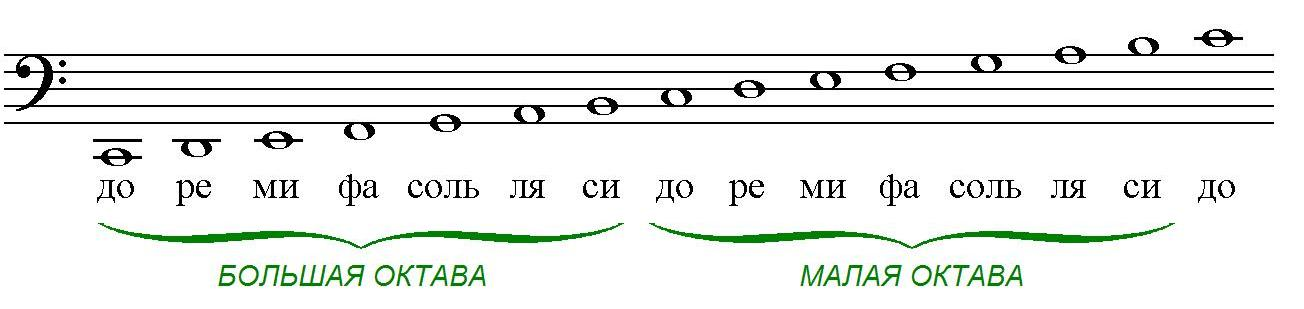 до ре ми фа соль ля си до ре ми фа соль ля си до
БОЛЬШАЯ ОКТАВА МАЛАЯ ОКТАВА